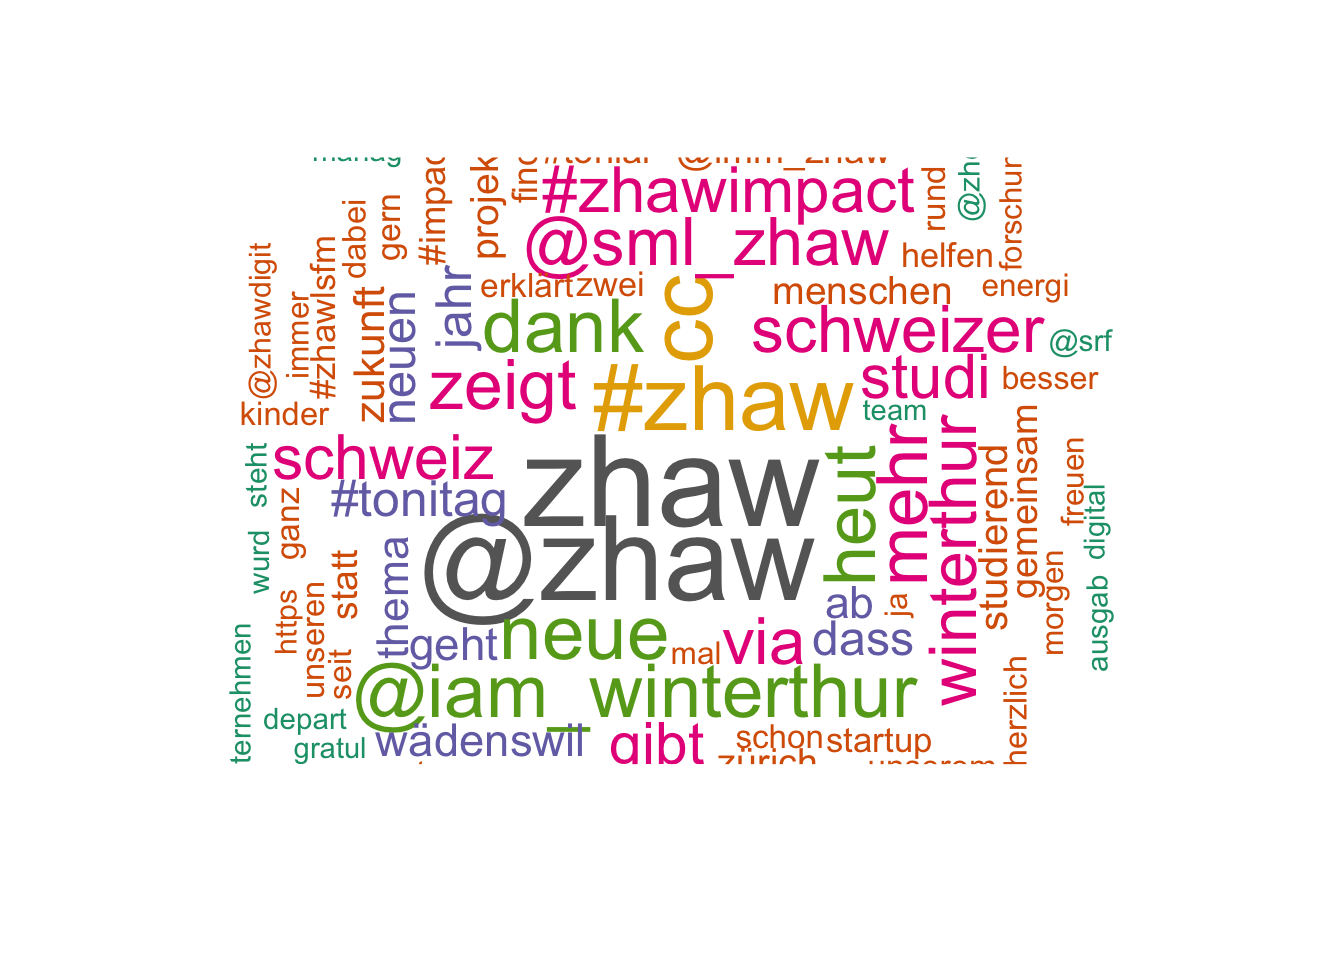 #zhawimpact
@sml_zhaw
rund
forschur
dabei
gern
#impac
projek
helfen
@zhawdigit
immer
#zhawlsfm
zukunft
neuen
jahr
erklärt
zwei
cc
menschen
energi
dank
schweizer
@srf
zeigt
#zhaw
studi
besser
kinder
team
schweiz
zhaw
heut
mehr
winterthur
studierend
gemeinsam
freuen
digital
steht
ganz
#tonitag
@zhaw
wurd
statt
thema
https
unseren
seit
geht
neue
mal
via
ab
ja
dass
morgen
ausgab
ternehmen
depart
@iam_winterthur
herzlich
gratul
wädenswil
gibt
schon
startup
zürich